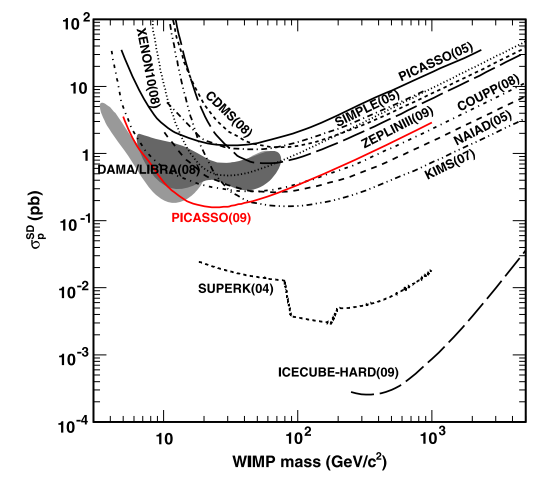 10²
10
1
10⁻¹
10⁻²
10⁻³
10⁻⁴
σₚˢᴰ (pb)
XENON10(08)
CDMS(08)
PICASSO(05)
SIMPLE(05)
ZEPLINIII(09)
COUPP(08)
NAIAD(05)
KIMS(07)
DAMA/LIBRA(08)
PICASSO(09)
SUPERK(04)
ICECUBE-HARD(09)
10 10² 10³
WIMP mass (GeV/c²)